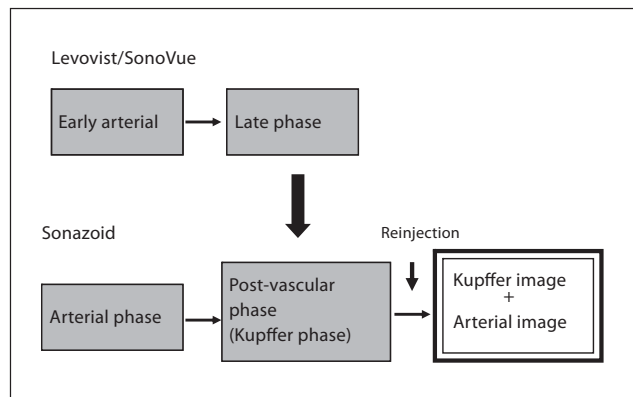 Levovist/SonoVue
Early arterial
Late phase
Sonazoid
Reinjection
Arterial phase
Post-vascular
phase
(Kupffer phase)
Kupffer image
+
Arterial image